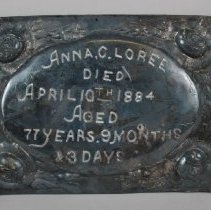 ANNA, C. LOREE
DIED
APRIL 10TH 1884
AGED
77 YEARS. 9 MONTHS
&3 DAYS